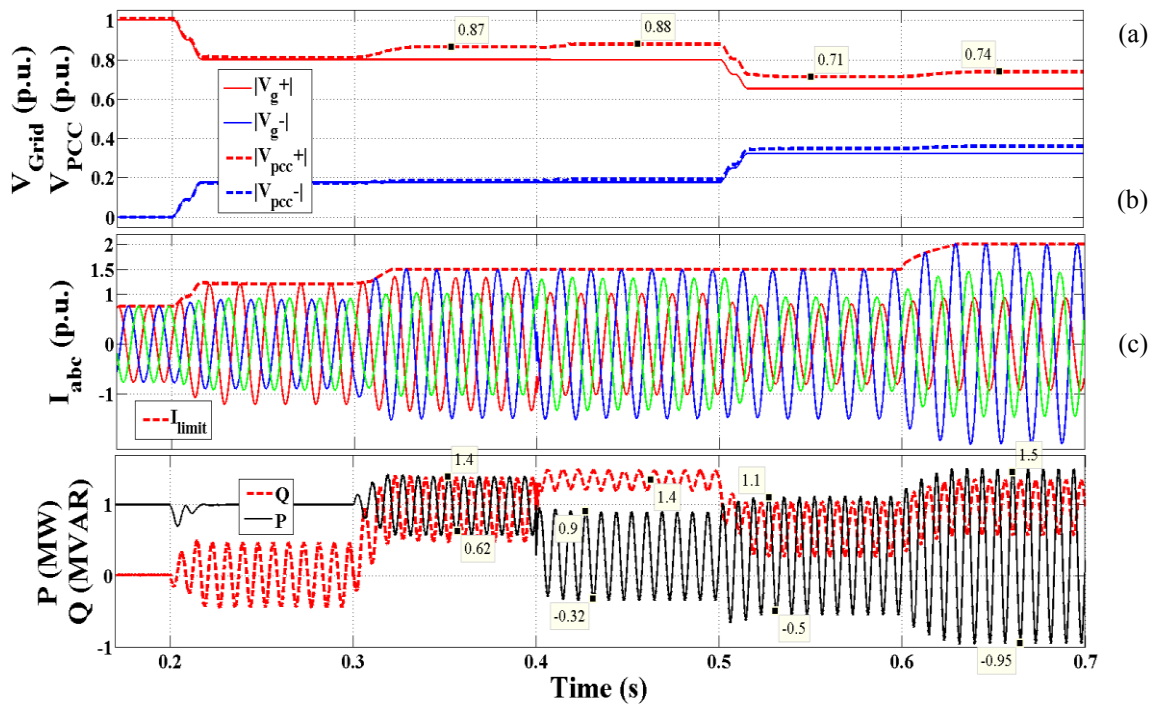 (a)
V_Grid (p.u.)
V_PCC (p.u.)
1
0.8
0.6
0.4
0.2
0
0.87
0.88
0.71
0.74
|V_g+|
|V_g-|
|V_pcc+|
|V_pcc-|
(b)
I_abc (p.u.)
2
1.5
1
0
-1
I_limit
(c)
P (MW)
Q (MVAR)
1
0
-1
Q
P
1.4
0.62
0.9
-0.32
1.4
1.1
-0.5
1.5
-0.95
0.2
0.3
0.4
0.5
0.6
0.7
Time (s)